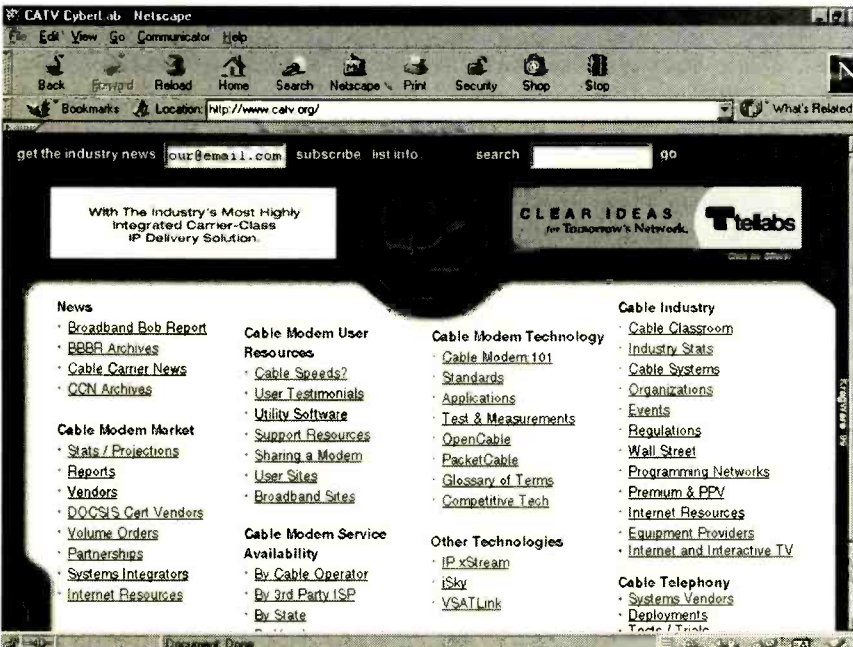 CATV CyberLab - Netscape
File Edit View Go Communicator Help
Back Forward Reload Home Search Netscape Print Security Shop Stop
Bookmarks Location: http://www.catv.org/ What's Related
get the industry news our@email.com subscribe list info search go
With The Industry's Most Highly
Integrated Carrier-Class
IP Delivery Solution
CLEAR IDEAS
for Tomorrow's Network.
tellabs
News
· Broadband Bob Report
· BBBR Archives
· Cable Carrier News
· CCN Archives
Cable Modem Market
· Stats / Projections
· Reports
· Vendors
· DOCSIS Cert Vendors
· Volume Orders
· Partnerships
· Systems Integrators
· Internet Resources
Cable Modem User
Resources
· Cable Speeds?
· User Testimonials
· Utility Software
· Support Resources
· Sharing a Modem
· User Sites
· Broadband Sites
Cable Modem Service
Availability
· By Cable Operator
· By 3rd Party ISP
· By State
Cable Modem Technology
· Cable Modem 101
· Standards
· Applications
· Test & Measurements
· OpenCable
· PacketCable
· Glossary of Terms
· Competitive Tech
Other Technologies
· IP xStream
· iSky
· VSATLink
Cable Industry
· Cable Classroom
· Industry Stats
· Cable Systems
· Organizations
· Events
· Regulations
· Wall Street
· Programming Networks
· Premium & PPV
· Internet Resources
· Equipment Providers
· Internet and Interactive TV
Cable Telephony
· Systems Vendors
· Deployments
· Tests / Trials
KragWerx 99
Document: Done